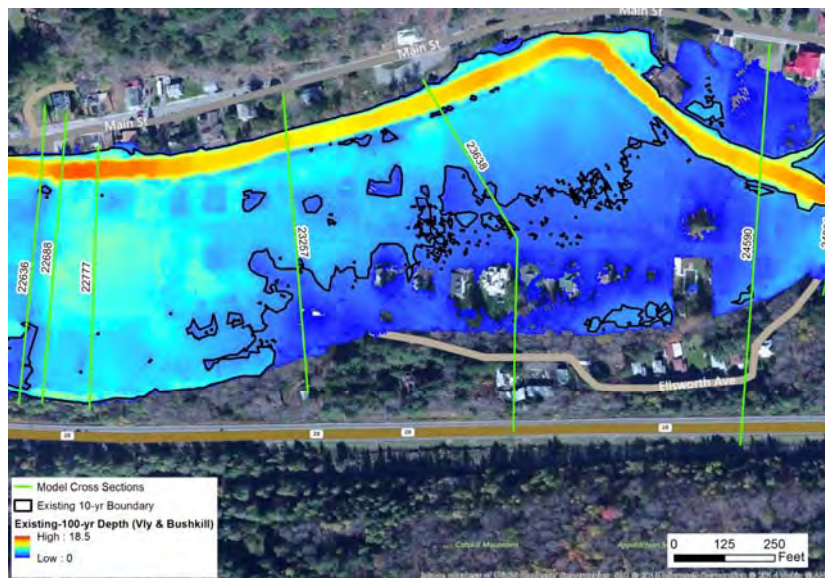 Main St
Main St
Main St
22636
22688
22777
23257
23638
24590
Ellsworth Ave
28
28
28
28
Model Cross Sections
Existing 10-yr Boundary
Existing-100-yr Depth (Vly & Bushkill)
High : 18.5
Low : 0
Catskill Mountains
0 125 250
Feet